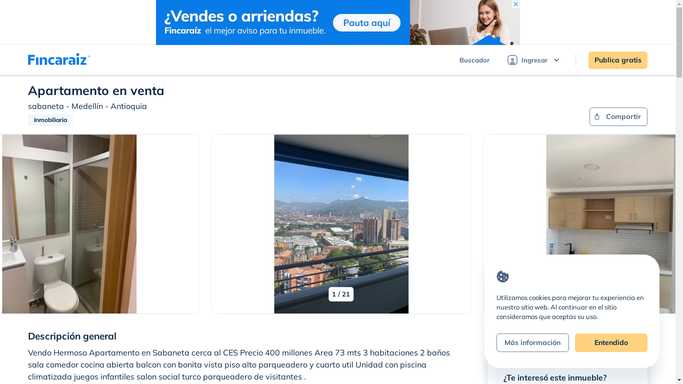 ¿Vendes o arriendas?
Fincaraíz el mejor aviso para tu inmueble.
Pauta aquí
Fincaraíz
Buscador
Ingresar
Publica gratis
Apartamento en venta
sabaneta - Medellín - Antioquia
Inmobiliaria
Compartir
1 / 21
Utilizamos cookies para mejorar tu experiencia en
nuestro sitio web. Al continuar en el sitio
consideramos que aceptas su uso.
Más información
Entendido
Descripción general
Vendo Hermoso Apartamento en Sabaneta cerca al CES Precio 400 millones Area 73 mts 3 habitaciones 2 baños
sala comedor cocina abierta balcon con bonita vista piso alto parqueadero y cuarto util Unidad con piscina
climatizada juegos infantiles salon social turco parqueadero de visitantes .
¿Te interesó este inmueble?